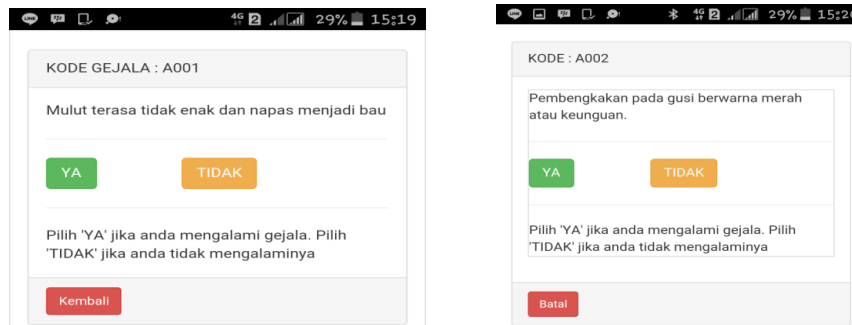 4G 2 29% 15:19
KODE GEJALA : A001
Mulut terasa tidak enak dan napas menjadi bau
YA TIDAK
Pilih 'YA' jika anda mengalami gejala. Pilih
'TIDAK' jika anda tidak mengalaminya
Kembali
4G 2 29%
KODE : A002
Pembengkakan pada gusi berwarna merah
atau keunguan.
YA TIDAK
Pilih 'YA' jika anda mengalami gejala. Pilih
'TIDAK' jika anda tidak mengalaminya
Batal